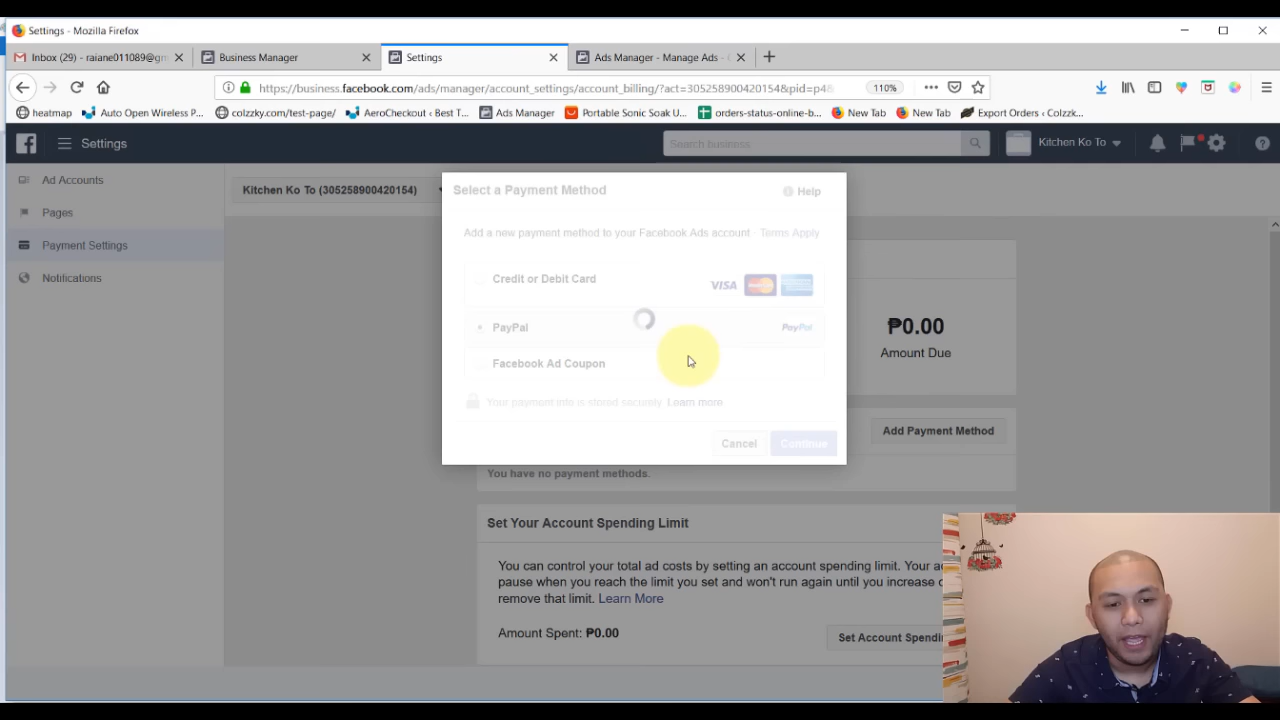 Settings - Mozilla Firefox
Inbox (29) - raiane011089@gm
Business Manager
Settings
Ads Manager - Manage Ads -
https://business.facebook.com/ads/manager/account_settings/account_billing/?act=305258900420154&pid=p4
110%
heatmap
Auto Open Wireless P...
AeroCheckout ‹ Best T...
colzzky.com/test-page/
AeroCheckout ‹ Best T...
Ads Manager
Portable Sonic Soak U...
orders-status-online-b...
New Tab
New Tab
Export Orders ‹ Colzzk...
Settings
Search business
Kitchen Ko To
Ad Accounts
Pages
Payment Settings
Notifications
Kitchen Ko To (305258900420154)
Select a Payment Method
Help
Add a new payment method to your Facebook Ads account · Terms Apply
Credit or Debit Card
VISA
PayPal
PayPal
Facebook Ad Coupon
Your payment info is stored securely. Learn more
Cancel
Continue
₱0.00
Amount Due
Add Payment Method
You have no payment methods.
Set Your Account Spending Limit
You can control your total ad costs by setting an account spending limit. Your a
pause when you reach the limit you set and won't run again until you increase
remove that limit. Learn More
Amount Spent: ₱0.00
Set Account Spendin